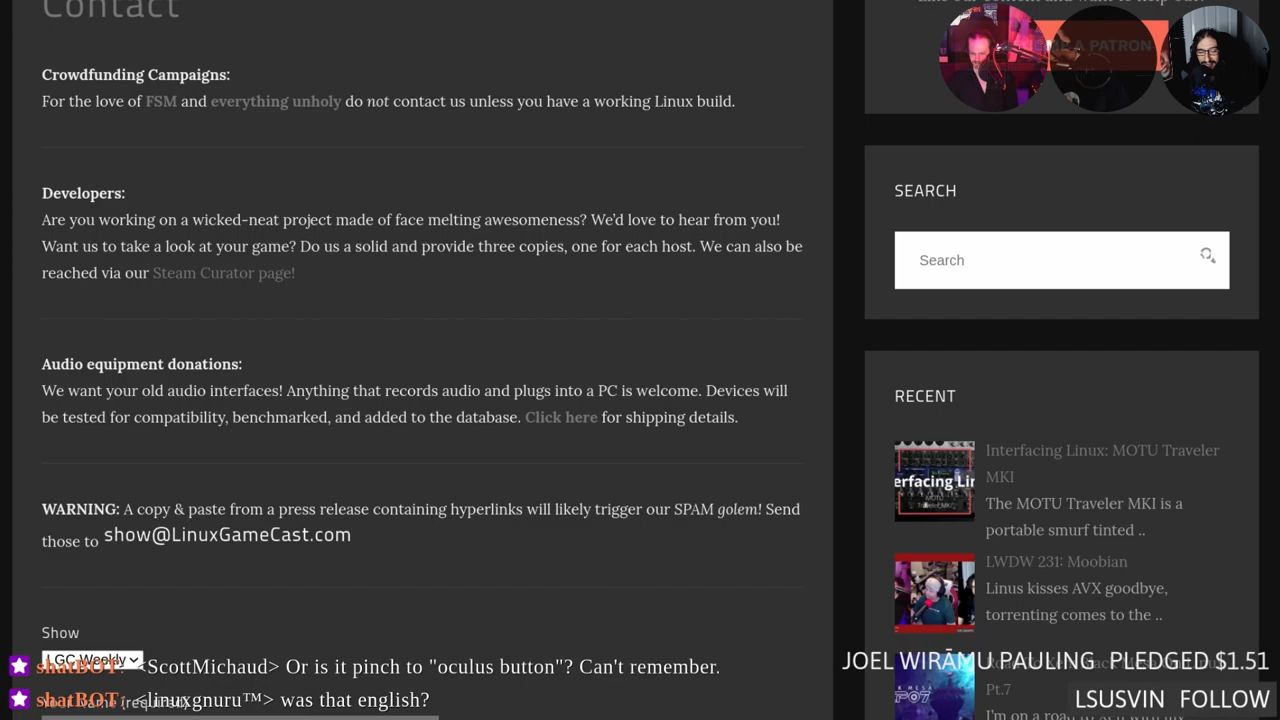 Contact
Crowdfunding Campaigns:
For the love of FSM and everything unholy do not contact us unless you have a working Linux build.
Developers:
Are you working on a wicked-neat project made of face melting awesomeness? We’d love to hear from you!
Want us to take a look at your game? Do us a solid and provide three copies, one for each host. We can also be
reached via our Steam Curator page!
Audio equipment donations:
We want your old audio interfaces! Anything that records audio and plugs into a PC is welcome. Devices will
be tested for compatibility, benchmarked, and added to the database. Click here for shipping details.
WARNING: A copy & paste from a press release containing hyperlinks will likely trigger our SPAM golem! Send
those to show@LinuxGameCast.com
Show
LGC Weekly
shatBOT: <ScottMichaud> Or is it pinch to "oculus button"? Can't remember.
shatBOT: <linuxgnuru™> was that english?
(required)
A PATRON
SEARCH
Search
RECENT
Interfacing Linux: MOTU Traveler
MKI
The MOTU Traveler MKI is a
portable smurf tinted ..
LWDW 231: Moobian
Linus kisses AVX goodbye,
torrenting comes to the ..
Pt.7
JOEL WIRĀMU PAULING PLEDGED $1.51
LSUSVIN FOLLOW